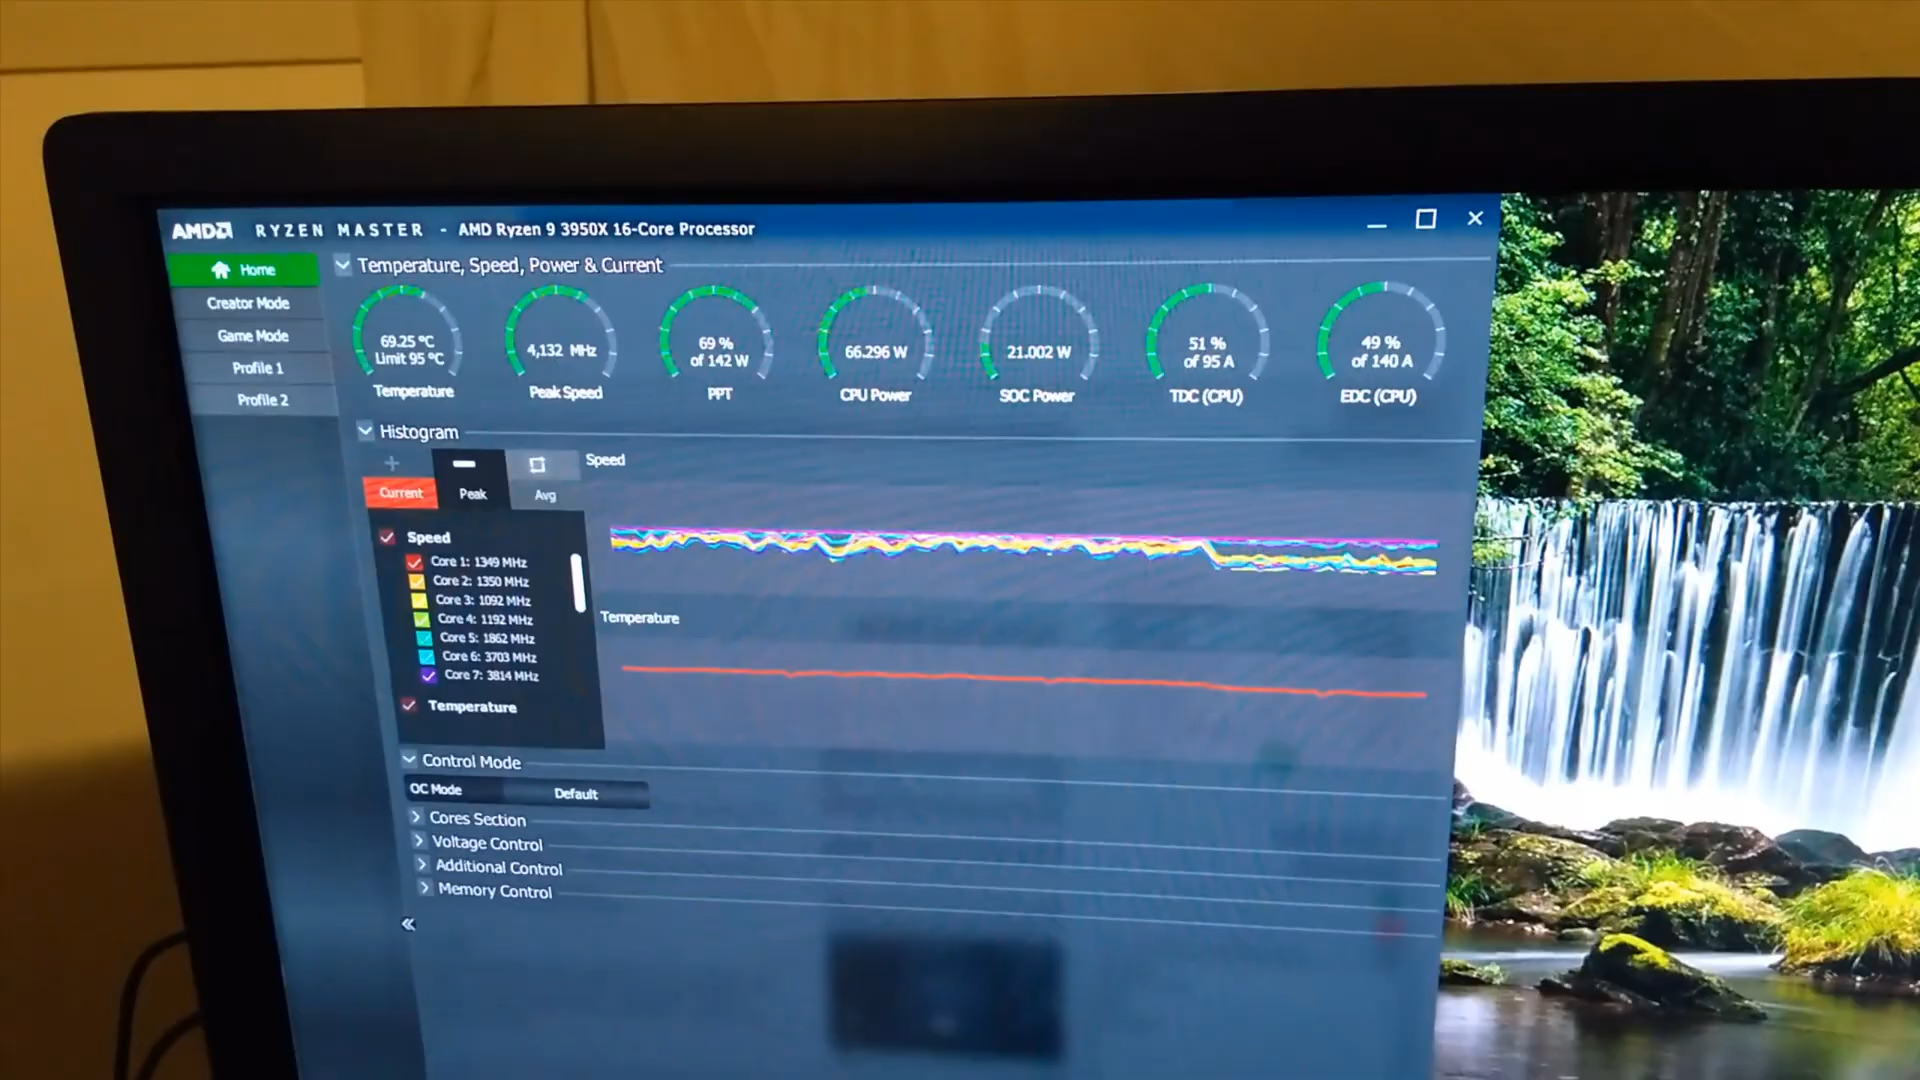 AMD RYZEN MASTER - AMD Ryzen 9 3950X 16-Core Processor
Home
Creator Mode
Game Mode
Profile 1
Profile 2
Temperature, Speed, Power & Current
69.25 °C
Limit 95 °C
Temperature
4,132 MHz
Peak Speed
69 %
of 142 W
PPT
66.296 W
CPU Power
21.002 W
SOC Power
51 %
of 95 A
TDC (CPU)
49 %
of 140 A
EDC (CPU)
Histogram
Current
Peak
Avg
Speed
Speed
Core 1: 1349 MHz
Core 2: 1350 MHz
Core 3: 1092 MHz
Core 4: 1192 MHz
Core 5: 1862 MHz
Core 6: 3703 MHz
Core 7: 3814 MHz
Temperature
Temperature
Control Mode
OC Mode Default
Cores Section
Voltage Control
Additional Control
Memory Control